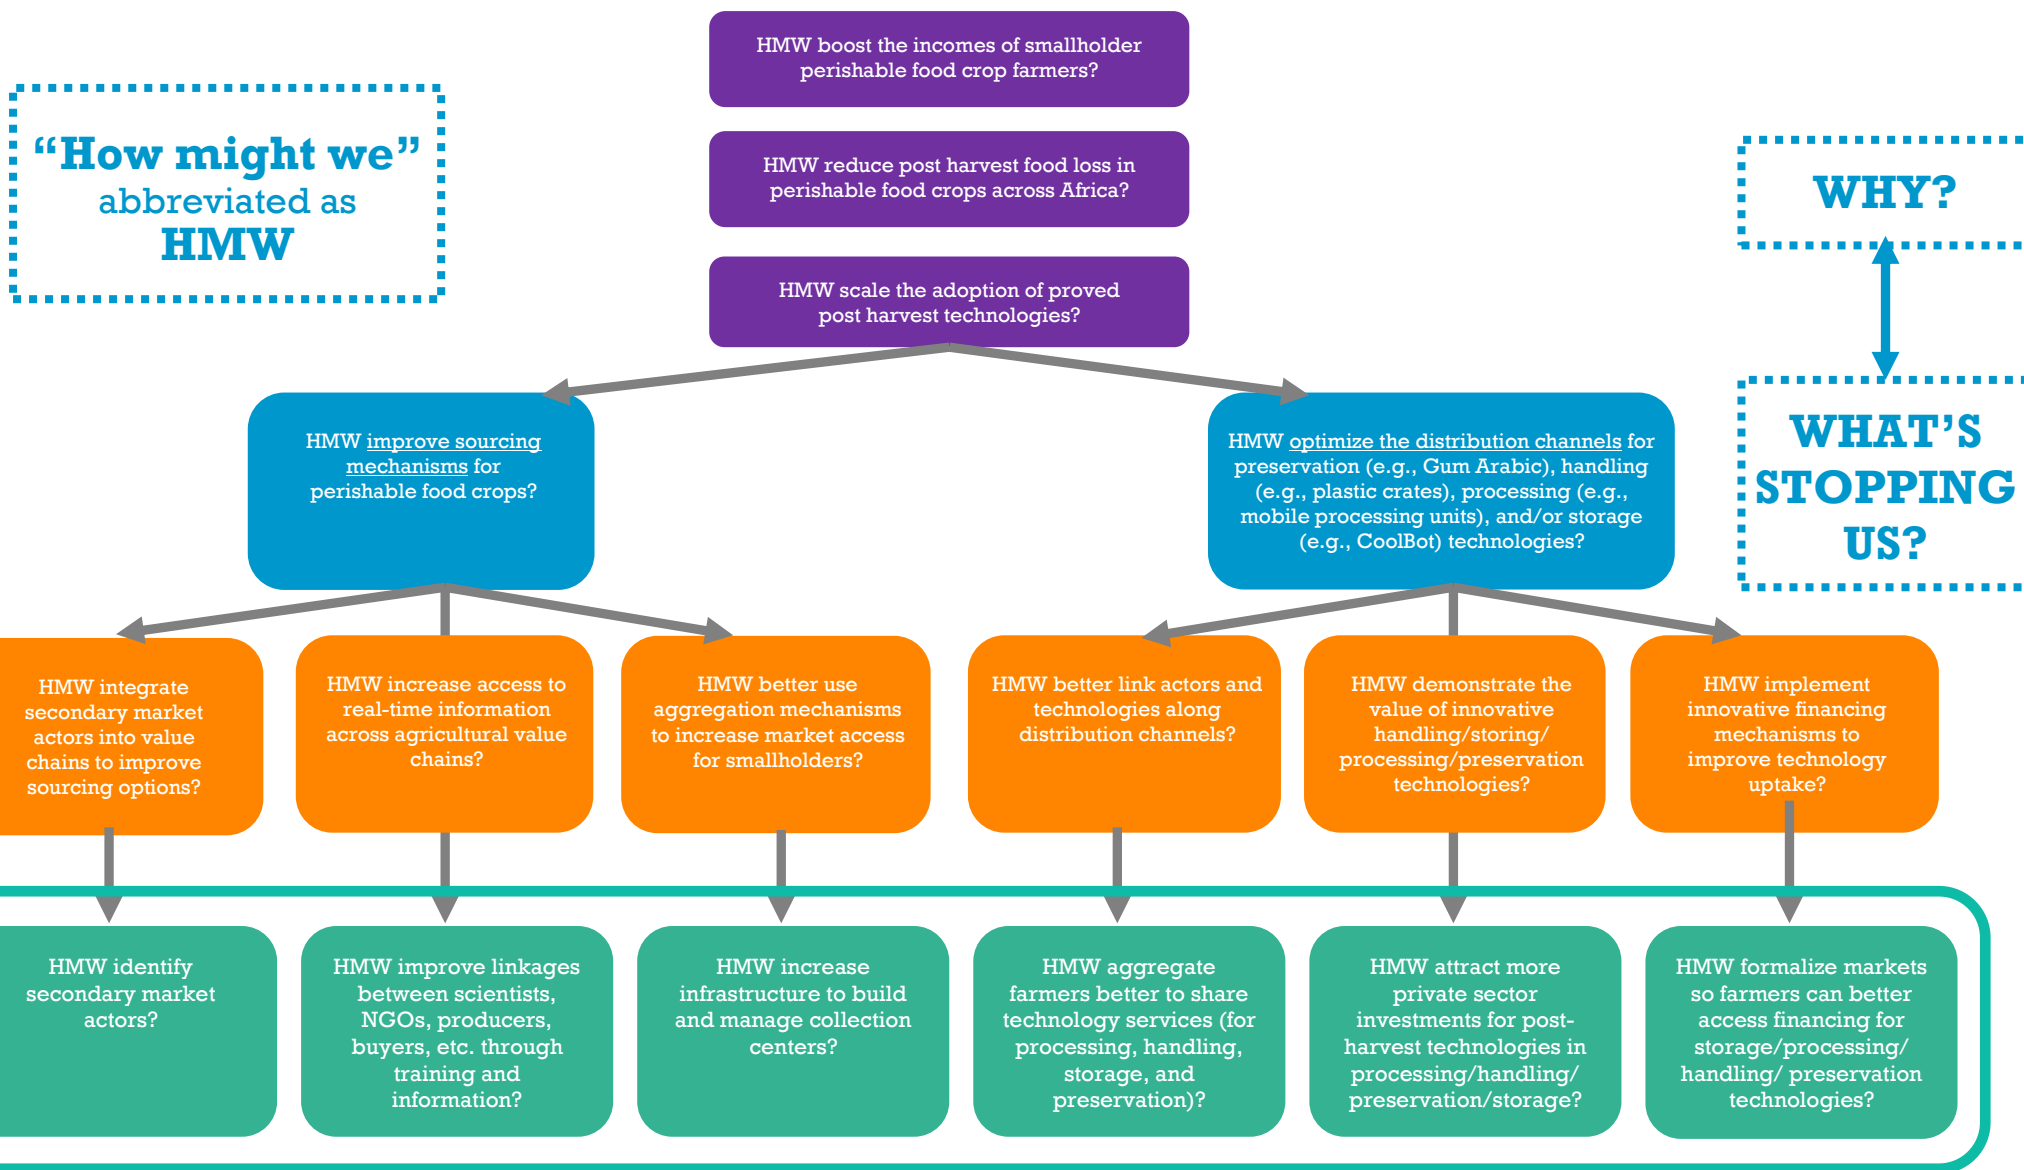 HMW boost the incomes of smallholder
perishable food crop farmers?
“How might we”
abbreviated as
HMW
HMW reduce post harvest food loss in
perishable food crops across Africa?
WHY?
HMW scale the adoption of proved
post harvest technologies?
HMW improve sourcing
mechanisms for
perishable food crops?
HMW optimize the distribution channels for
preservation (e.g., Gum Arabic), handling
(e.g., plastic crates), processing (e.g.,
mobile processing units), and/or storage
(e.g., CoolBot) technologies?
WHAT’S
STOPPING
US?
HMW integrate
secondary market
actors into value
chains to improve
sourcing options?
HMW increase access to
real-time information
across agricultural value
chains?
HMW better use
aggregation mechanisms
to increase market access
for smallholders?
HMW better link actors and
technologies along
distribution channels?
HMW demonstrate the
value of innovative
handling/storing/
processing/preservation
technologies?
HMW implement
innovative financing
mechanisms to
improve technology
uptake?
HMW identify
secondary market
actors?
HMW improve linkages
between scientists,
NGOs, producers,
buyers, etc. through
training and
information?
HMW increase
infrastructure to build
and manage collection
centers?
HMW aggregate
farmers better to share
technology services (for
processing, handling,
storage, and
preservation)?
HMW attract more
private sector
investments for post-
harvest technologies in
processing/handling/
preservation/storage?
HMW formalize markets
so farmers can better
access financing for
storage/processing/
handling/ preservation
technologies?